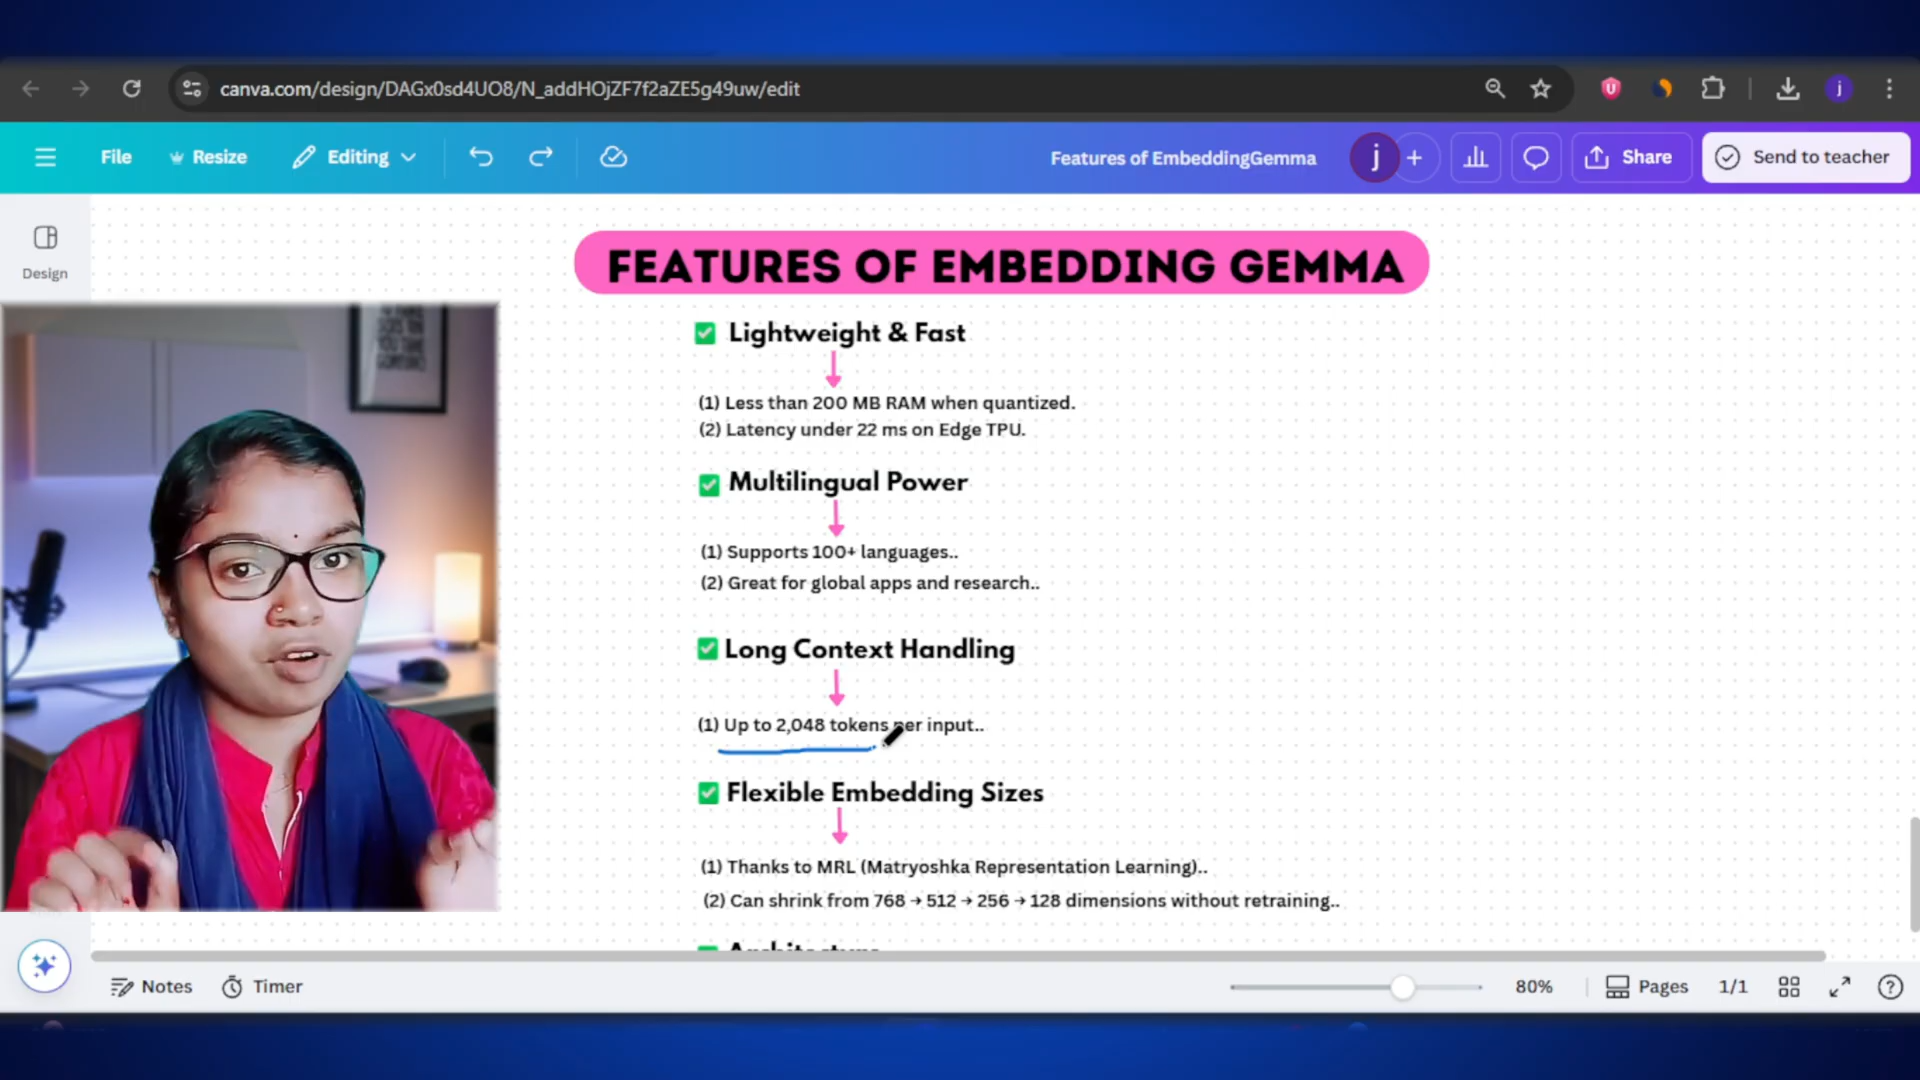 canva.com/design/DAGx0sd4UO8/N_addHOjZF7f2aZE5g49uw/edit
File
Resize
Editing
Features of EmbeddingGemma
j
Share
Send to teacher
Design
FEATURES OF EMBEDDING GEMMA
Lightweight & Fast
(1) Less than 200 MB RAM when quantized.
(2) Latency under 22 ms on Edge TPU.
Multilingual Power
(1) Supports 100+ languages..
(2) Great for global apps and research..
Long Context Handling
(1) Up to 2,048 tokens per input..
Flexible Embedding Sizes
(1) Thanks to MRL (Matryoshka Representation Learning)..
(2) Can shrink from 768 → 512 → 256 → 128 dimensions without retraining..
Architecture
Notes
Timer
80%
Pages
1/1